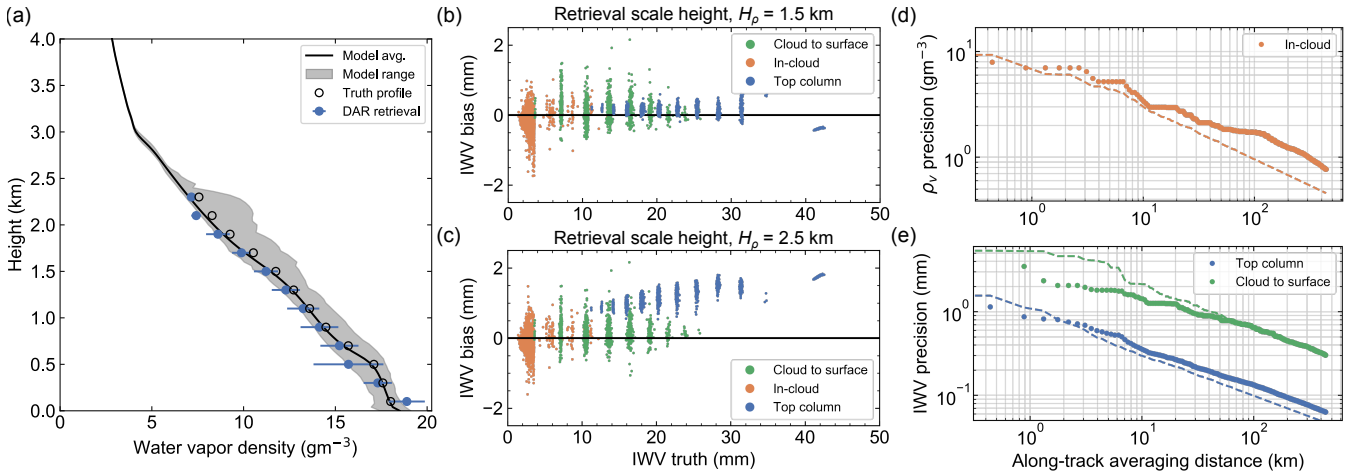 (a)
4.0
3.5
3.0
2.5
2.0
1.5
1.0
0.5
0.0
0
5
10
15
20
Height (km)
Water vapor density (gm⁻³)
Model avg.
Model range
Truth profile
DAR retrieval
(b)
Retrieval scale height, Hρ = 1.5 km
2
0
−2
IWV bias (mm)
Cloud to surface
In-cloud
Top column
0
10
20
30
40
50
(c)
Retrieval scale height, Hρ = 2.5 km
2
0
−2
IWV bias (mm)
Cloud to surface
In-cloud
Top column
0
10
20
30
40
50
IWV truth (mm)
(d)
10¹
10⁰
ρᵥ precision (gm⁻³)
In-cloud
10⁰
10¹
10²
(e)
10⁰
10⁻¹
IWV precision (mm)
Top column
Cloud to surface
10⁰
10¹
10²
Along-track averaging distance (km)